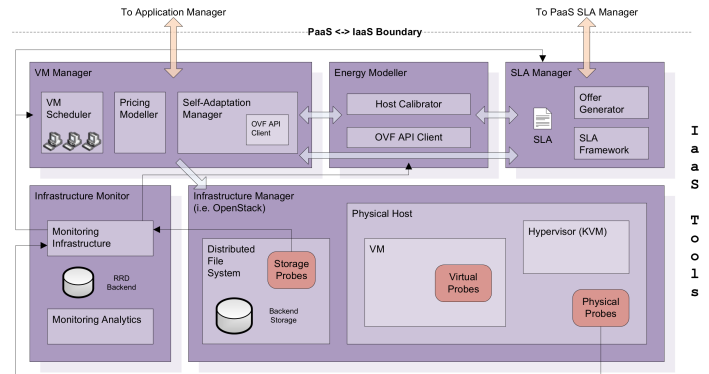 To Application Manager
To PaaS SLA Manager
PaaS <-> IaaS Boundary
VM Manager
VM
Scheduler
Pricing
Modeller
Self-Adaptation
Manager
OVF API
Client
Energy Modeller
Host Calibrator
OVF API Client
SLA Manager
SLA
Offer
Generator
SLA
Framework
IaaS Tools
Infrastructure Monitor
Monitoring
Infrastructure
RRD
Backend
Monitoring Analytics
Infrastructure Manager
(i.e. OpenStack)
Distributed
File
System
Storage
Probes
Backend
Storage
Physical Host
VM
Virtual
Probes
Hypervisor (KVM)
Physical
Probes